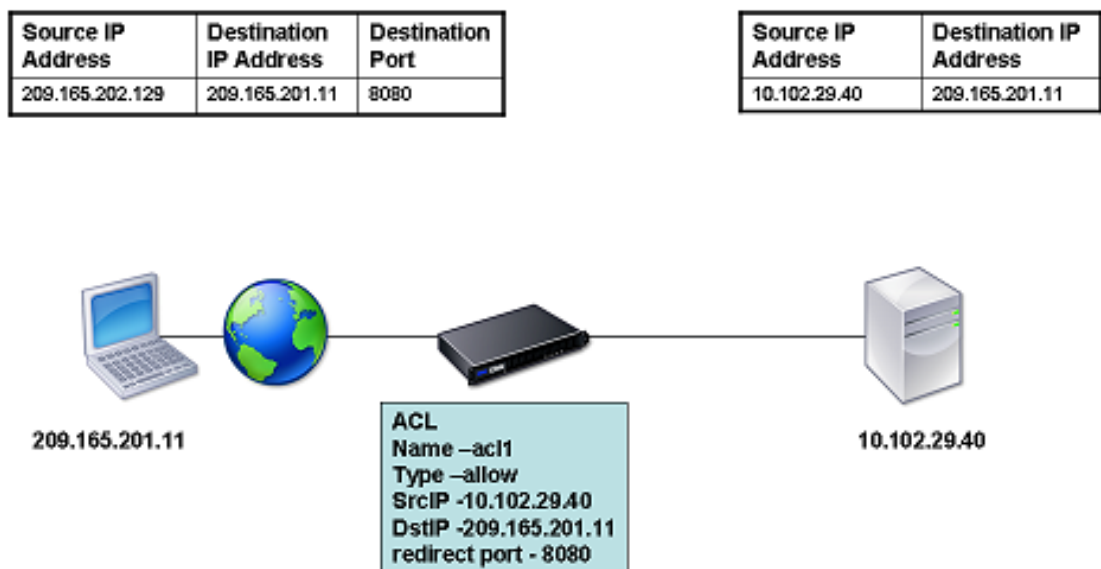 Source IP Address
Destination IP Address
Destination Port
209.165.202.129
209.165.201.11
8080
Source IP Address
Destination IP Address
10.102.29.40
209.165.201.11
209.165.201.11
10.102.29.40
ACL
Name –acl1
Type –allow
SrcIP -10.102.29.40
DstIP -209.165.201.11
redirect port - 8080